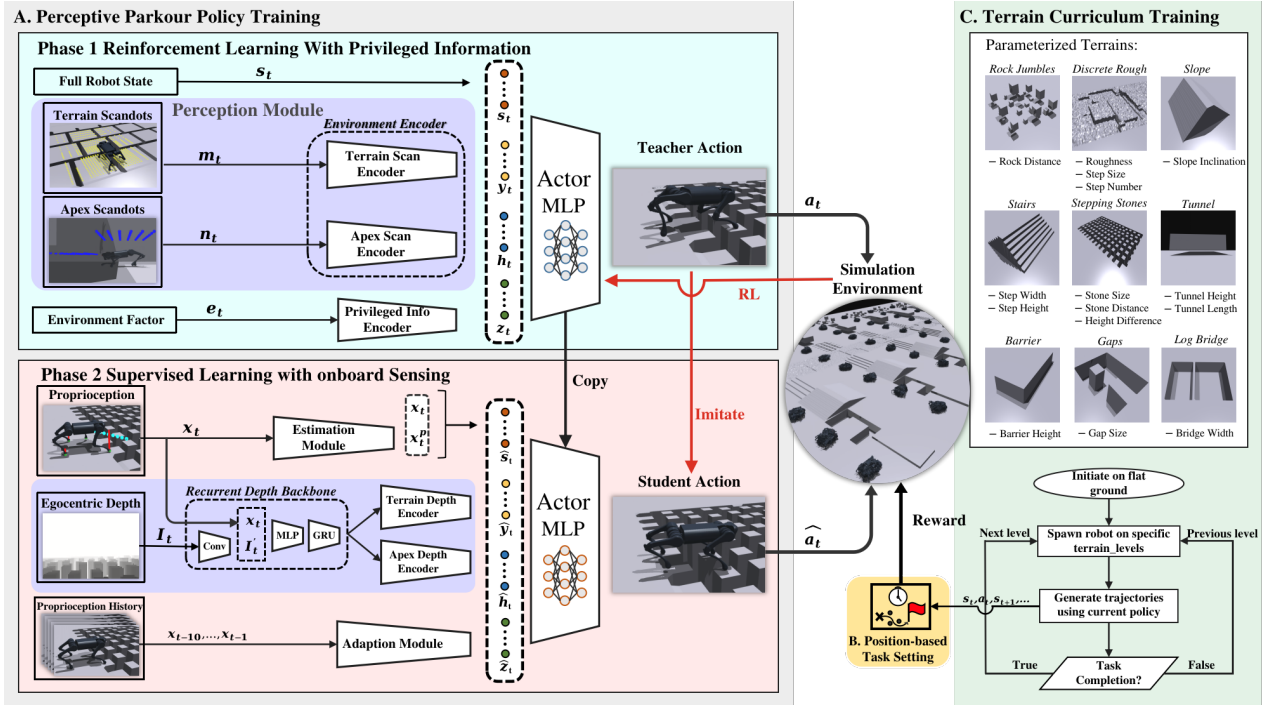 A. Perceptive Parkour Policy Training
Phase 1 Reinforcement Learning With Privileged Information
Full Robot State
s_t
Perception Module
Terrain Scandots
m_t
Environment Encoder
Terrain Scan
Encoder
Apex Scandots
n_t
Apex Scan
Encoder
Environment Factor
e_t
Privileged Info
Encoder
s_t
y_t
h_t
z_t
Actor
MLP
Teacher Action
a_t
RL
Simulation
Environment
Copy
Imitate
Phase 2 Supervised Learning with onboard Sensing
Proprioception
x_t
Estimation
Module
x_t
x_t^p
Egocentric Depth
I_t
Recurrent Depth Backbone
Conv
x_t
I_t
MLP
GRU
Terrain Depth
Encoder
Apex Depth
Encoder
Proprioception History
x_{t-10},...,x_{t-1}
Adaption Module
ŝ_t
ŷ_t
ĥ_t
ẑ_t
Actor
MLP
Student Action
â_t
Reward
B. Position-based
Task Setting
C. Terrain Curriculum Training
Parameterized Terrains:
Rock Jumbles
Discrete Rough
Slope
– Rock Distance
– Roughness
– Step Size
– Step Number
– Slope Inclination
Stairs
Stepping Stones
Tunnel
– Step Width
– Step Height
– Stone Size
– Stone Distance
– Height Difference
– Tunnel Height
– Tunnel Length
Barrier
Gaps
Log Bridge
– Barrier Height
– Gap Size
– Bridge Width
Initiate on flat
ground
Next level
Previous level
Spawn robot on specific
terrain_levels
Generate trajectories
using current policy
s_t,a_t,s_{t+1},...
True
Task
Completion?
False